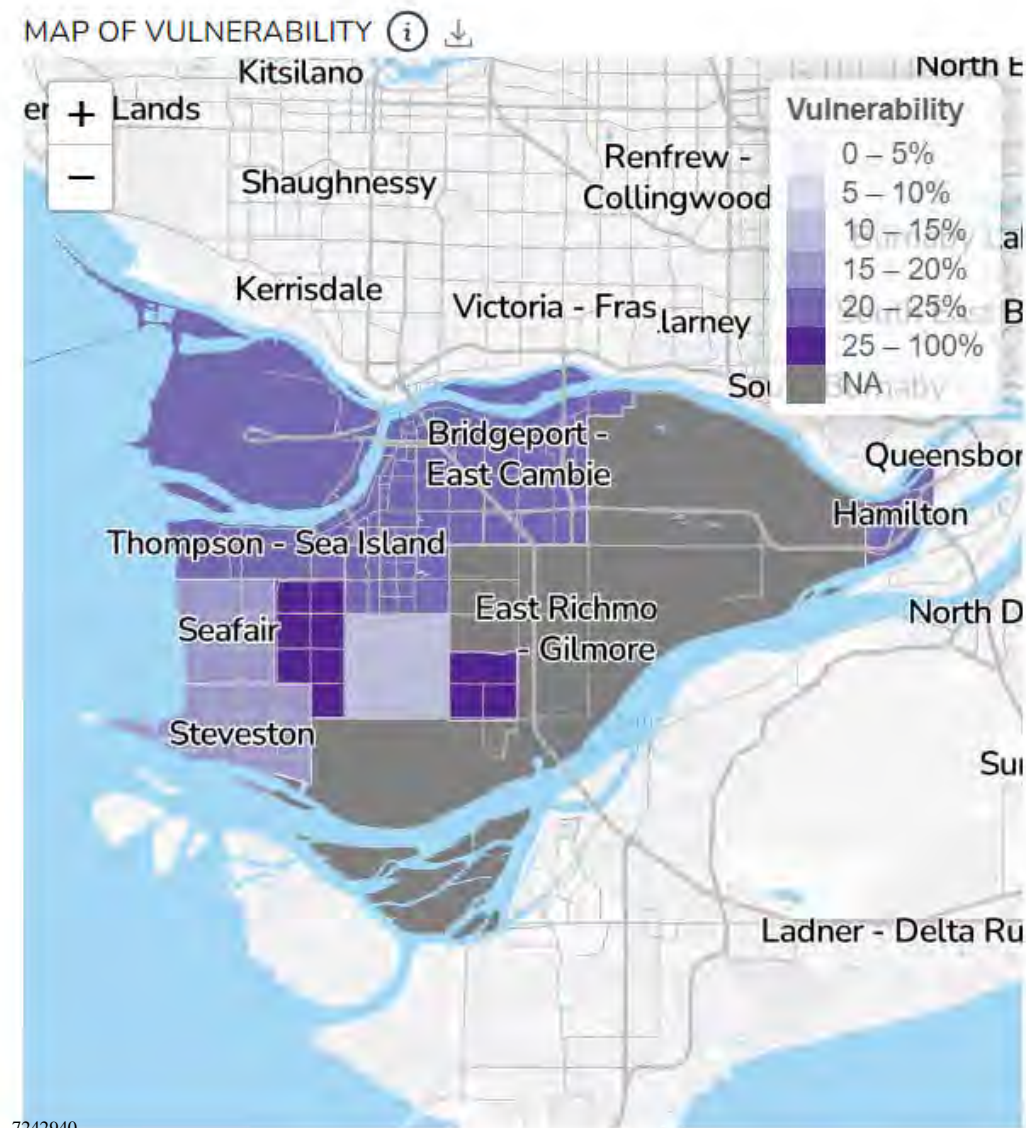 MAP OF VULNERABILITY i
Kitsilano
North E
+
Lands
−
Vulnerability
0 – 5%
5 – 10%
10 – 15%
15 – 20%
20 – 25%
25 – 100%
NA
Renfrew -
Collingwood
Shaughnessy
Kerrisdale
Victoria - Fras
larney
B
Bridgeport -
East Cambie
Queensbor
Hamilton
Thompson - Sea Island
East Richmo
- Gilmore
North D
Seafair
Steveston
Ladner - Delta Ru
7242940